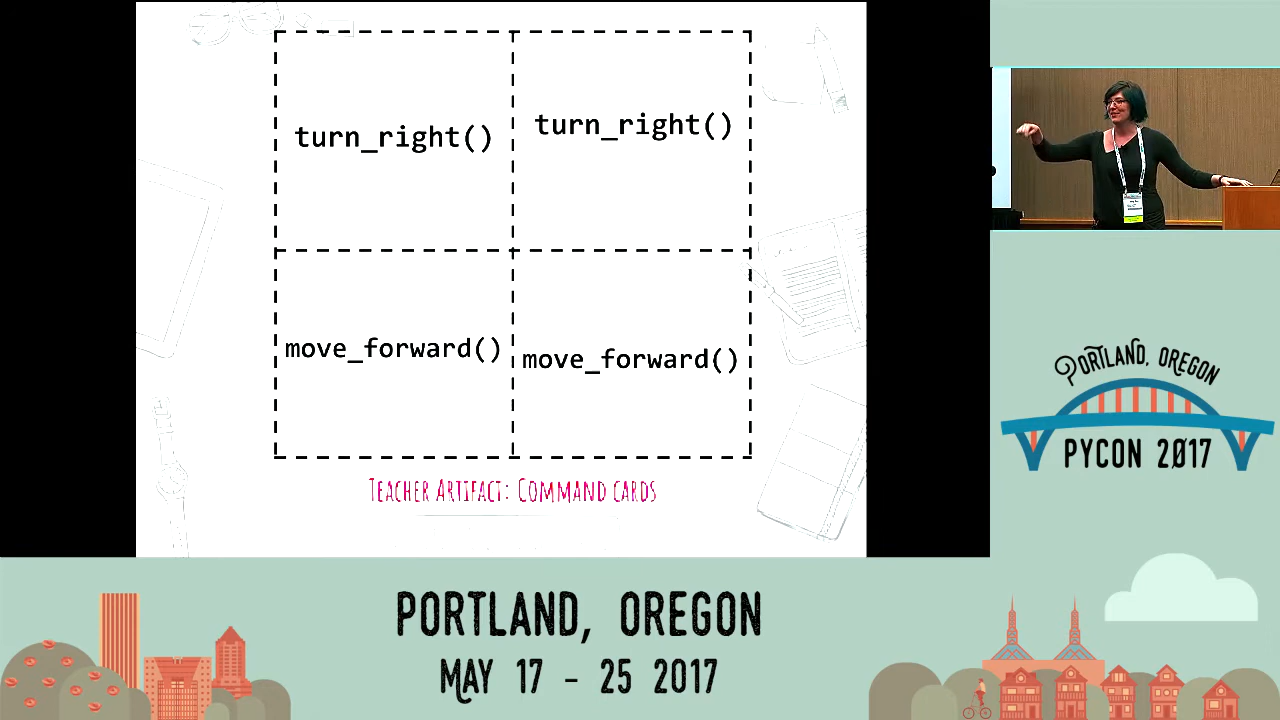 turn_right()
turn_right()
move_forward()
move_forward()
Teacher Artifact: Command cards
PORTLAND, OREGON
PYCON 2017
PORTLAND, OREGON
MAY 17 - 25 2017